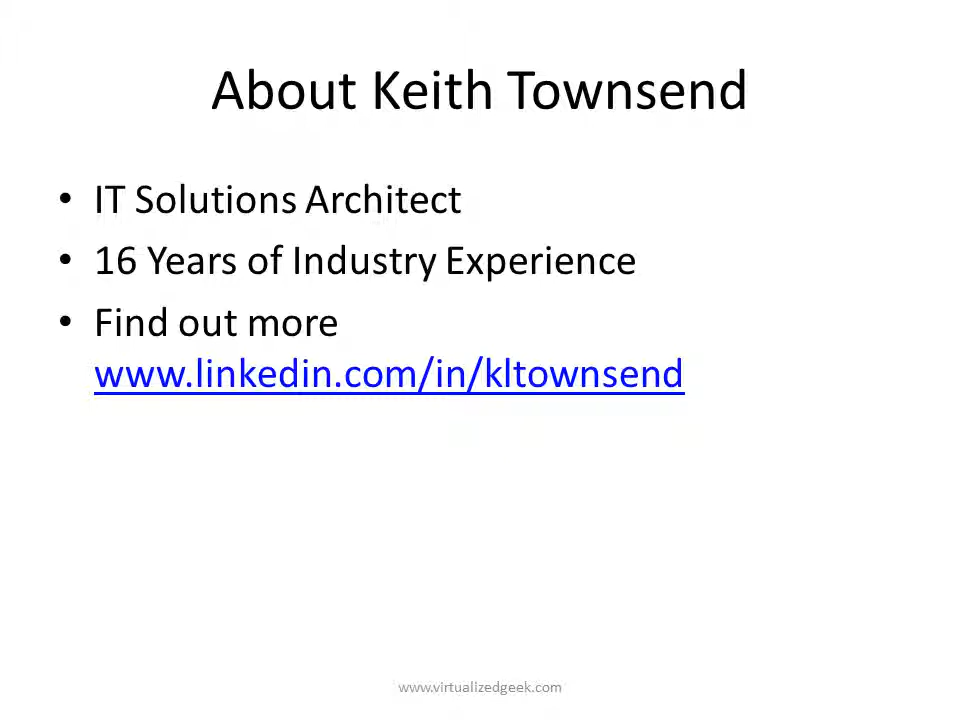 About Keith Townsend
• IT Solutions Architect
• 16 Years of Industry Experience
• Find out more
www.linkedin.com/in/kltownsend
www.virtualizedgeek.com